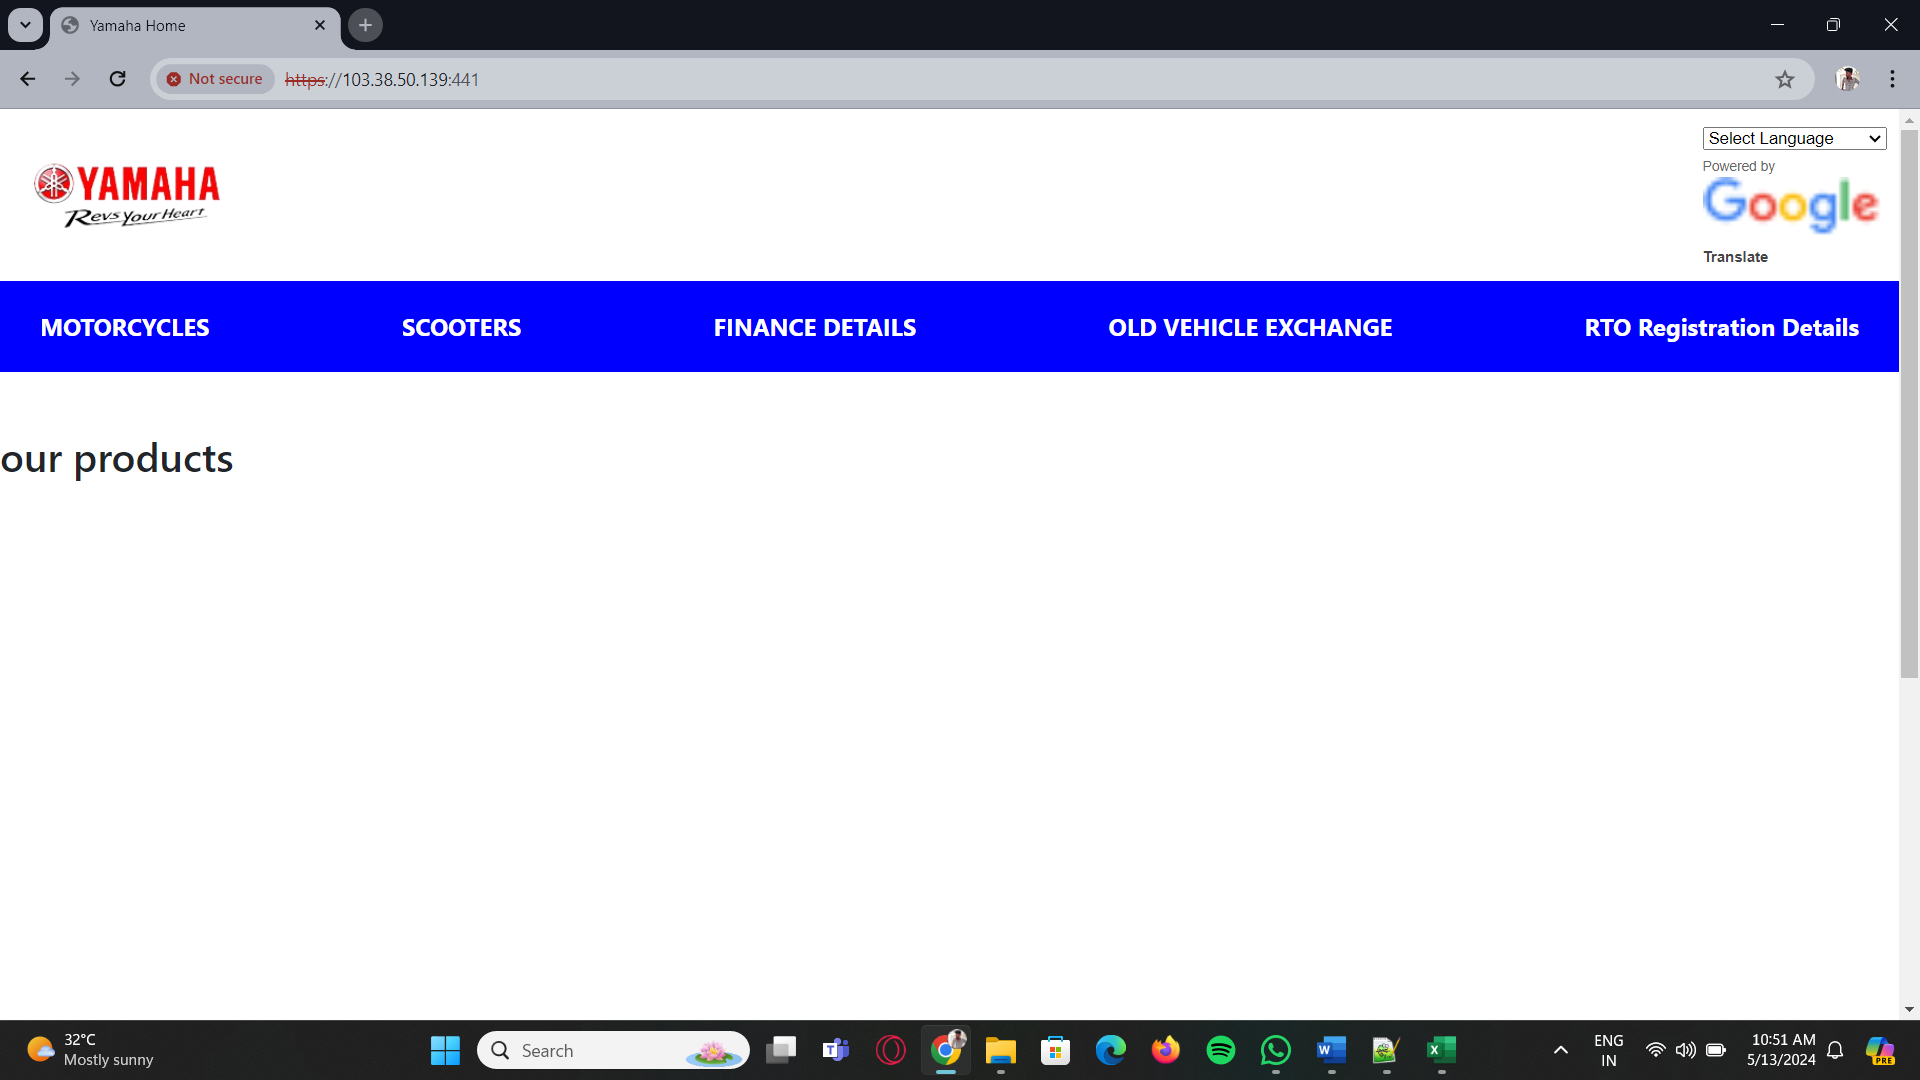 Yamaha Home
Not secure
https://103.38.50.139:441
Select Language
Powered by
Google
Translate
YAMAHA
Revs Your Heart
MOTORCYCLES
SCOOTERS
FINANCE DETAILS
OLD VEHICLE EXCHANGE
RTO Registration Details
our products
32°C
Mostly sunny
Search
ENG
IN
10:51 AM
5/13/2024
PRE